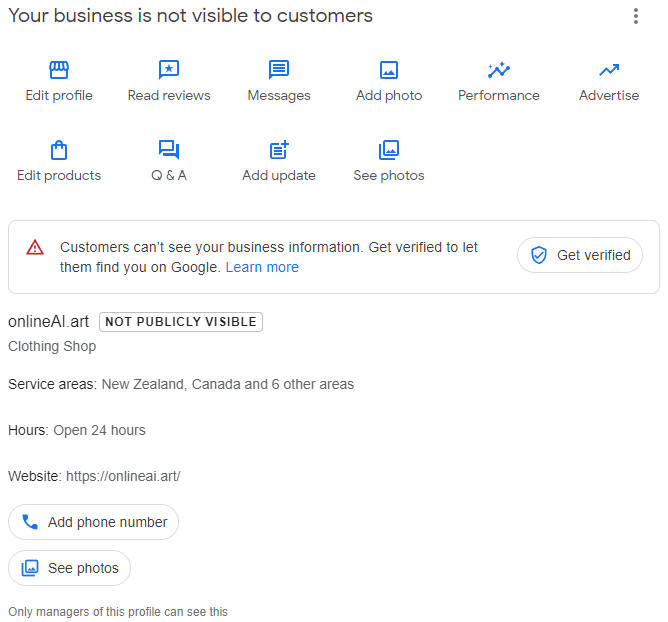 Your business is not visible to customers
Edit profile
Read reviews
Messages
Add photo
Performance
Advertise
Edit products
Q & A
Add update
See photos
Customers can't see your business information. Get verified to let
them find you on Google. Learn more
Get verified
onlineAI.art NOT PUBLICLY VISIBLE
Clothing Shop
Service areas: New Zealand, Canada and 6 other areas
Hours: Open 24 hours
Website: https://onlineai.art/
Add phone number
See photos
Only managers of this profile can see this